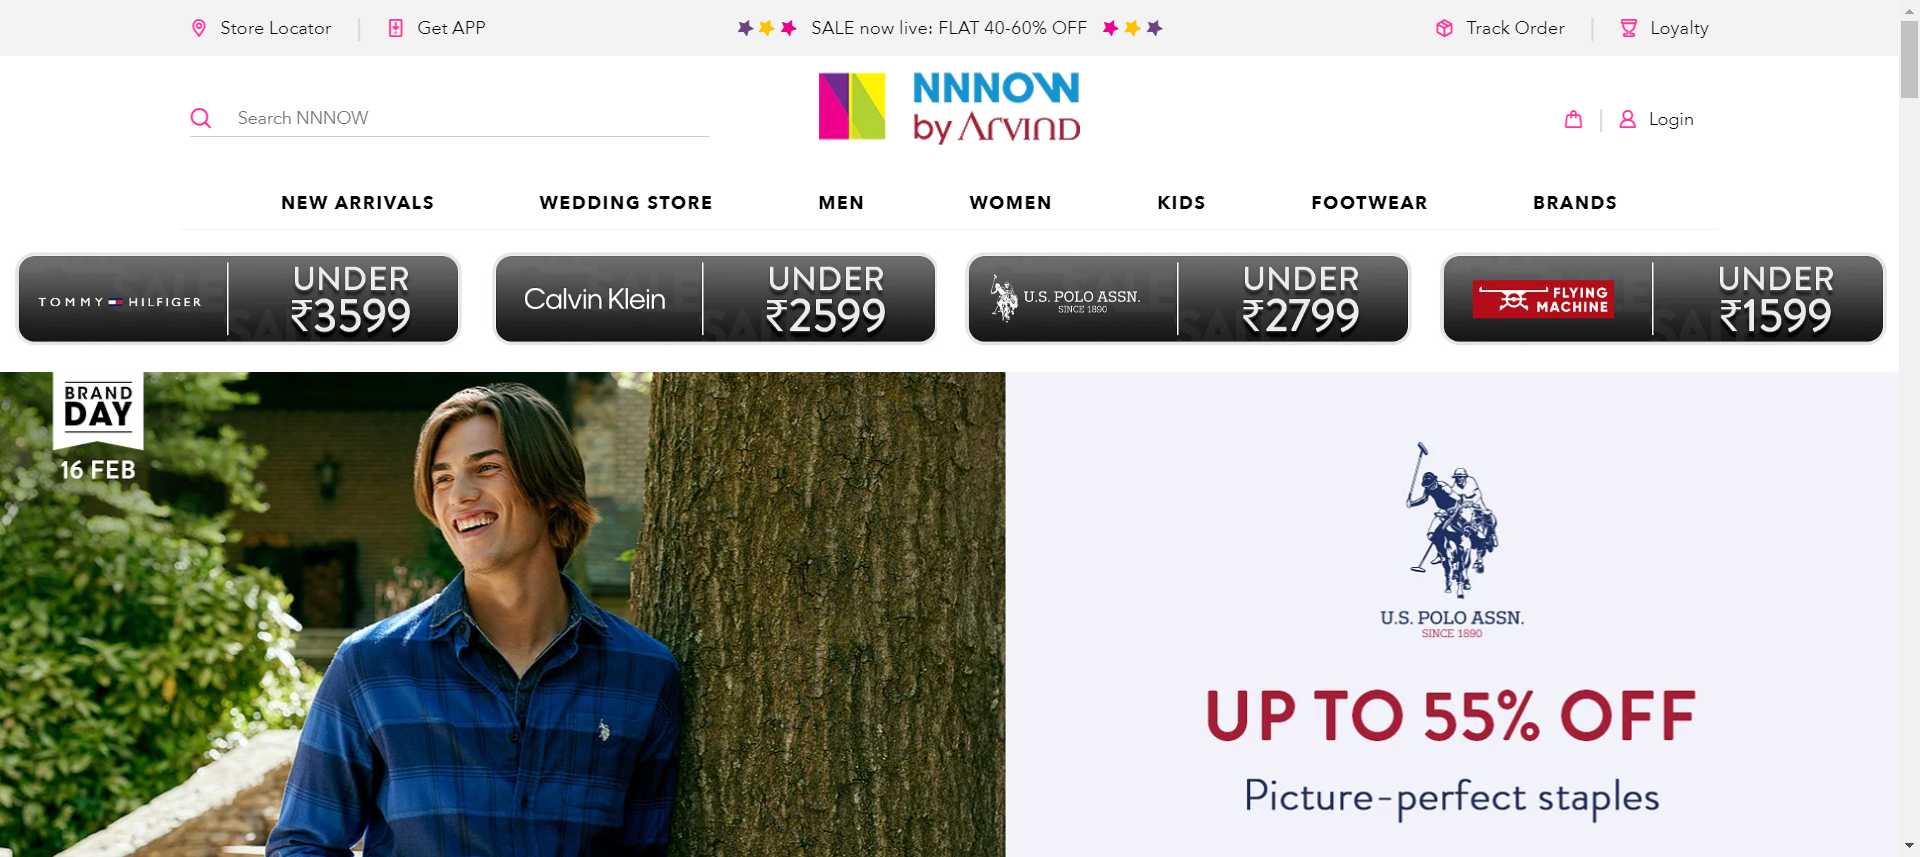 Store Locator
Get APP
SALE now live: FLAT 40-60% OFF
Track Order
Loyalty
Search NNNOW
NNNOW
by Arvind
Login
NEW ARRIVALS
WEDDING STORE
MEN
WOMEN
KIDS
FOOTWEAR
BRANDS
TOMMY HILFIGER
UNDER
₹3599
Calvin Klein
UNDER
₹2599
U.S. POLO ASSN.
SINCE 1890
UNDER
₹2799
FLYING
MACHINE
UNDER
₹1599
BRAND
DAY
16 FEB
U.S. POLO ASSN.
SINCE 1890
UP TO 55% OFF
Picture-perfect staples